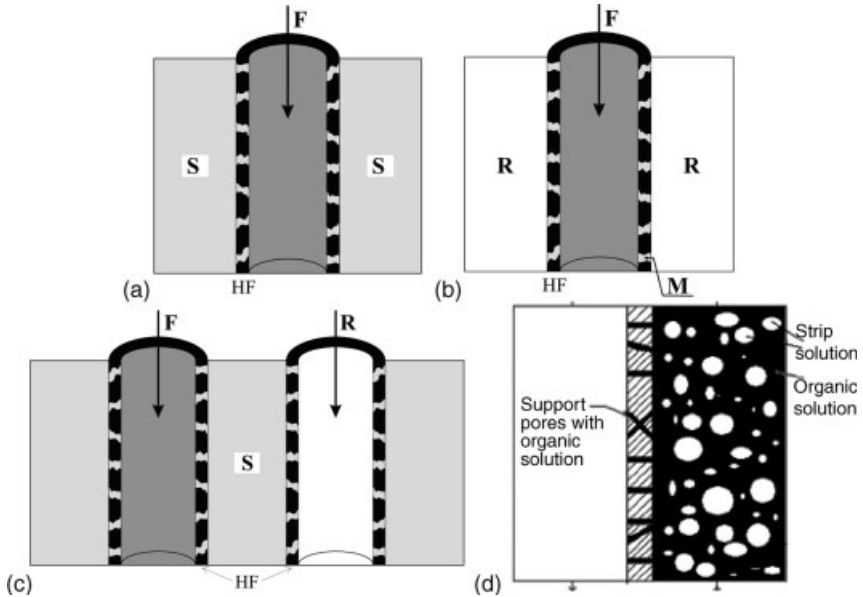 F
S
S
(a)
HF
F
R
R
(b)
HF
M
F
R
S
(c)
HF
Support
pores with
organic
solution
Strip
solution
Organic
solution
(d)